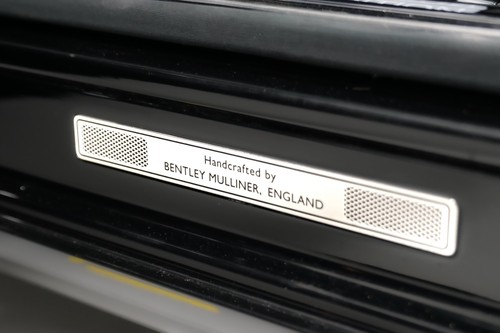 Handcrafted by
BENTLEY MULLINER, ENGLAND